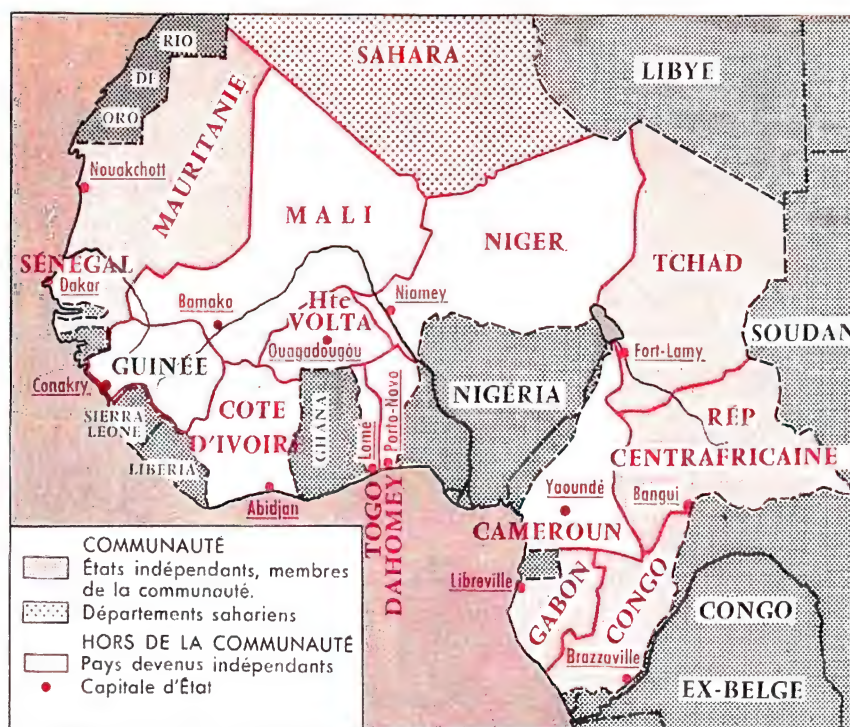 RIO
DI
ORO
SAHARA
LIBYE
MAURITANIE
Nouakchott
MALI
NIGER
TCHAD
SÉNÉGAL
Dakar
Bamako
Hte
VOLTA
Niamey
Ouagadougou
SOUDAN
GUINÉE
Fort-Lamy
Conakry
NIGÉRIA
SIERRA
LEONE
COTE
D'IVOIRE
GHANA
Lomé
Porto-Novo
RÉP
CENTRAFRICAINE
LIBERIA
Abidjan
TOGO
DAHOMEY
Yaoundé
Bangui
CAMEROUN
Libreville
GABON
CONGO
Brazzaville
CONGO
EX-BELGE
COMMUNAUTÉ
États indépendants, membres
de la communauté.
Départements sahariens
HORS DE LA COMMUNAUTÉ
Pays devenus indépendants
Capitale d'État